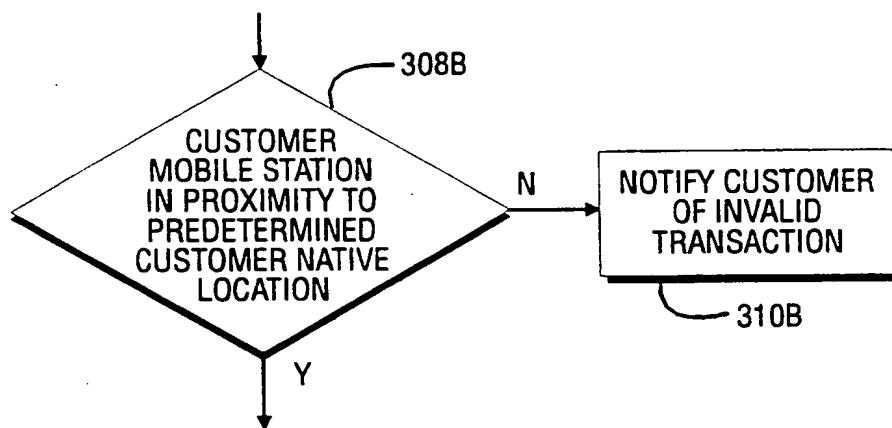 308B
CUSTOMER
MOBILE STATION
IN PROXIMITY TO
PREDETERMINED
CUSTOMER NATIVE
LOCATION
N
NOTIFY CUSTOMER
OF INVALID
TRANSACTION
310B
Y